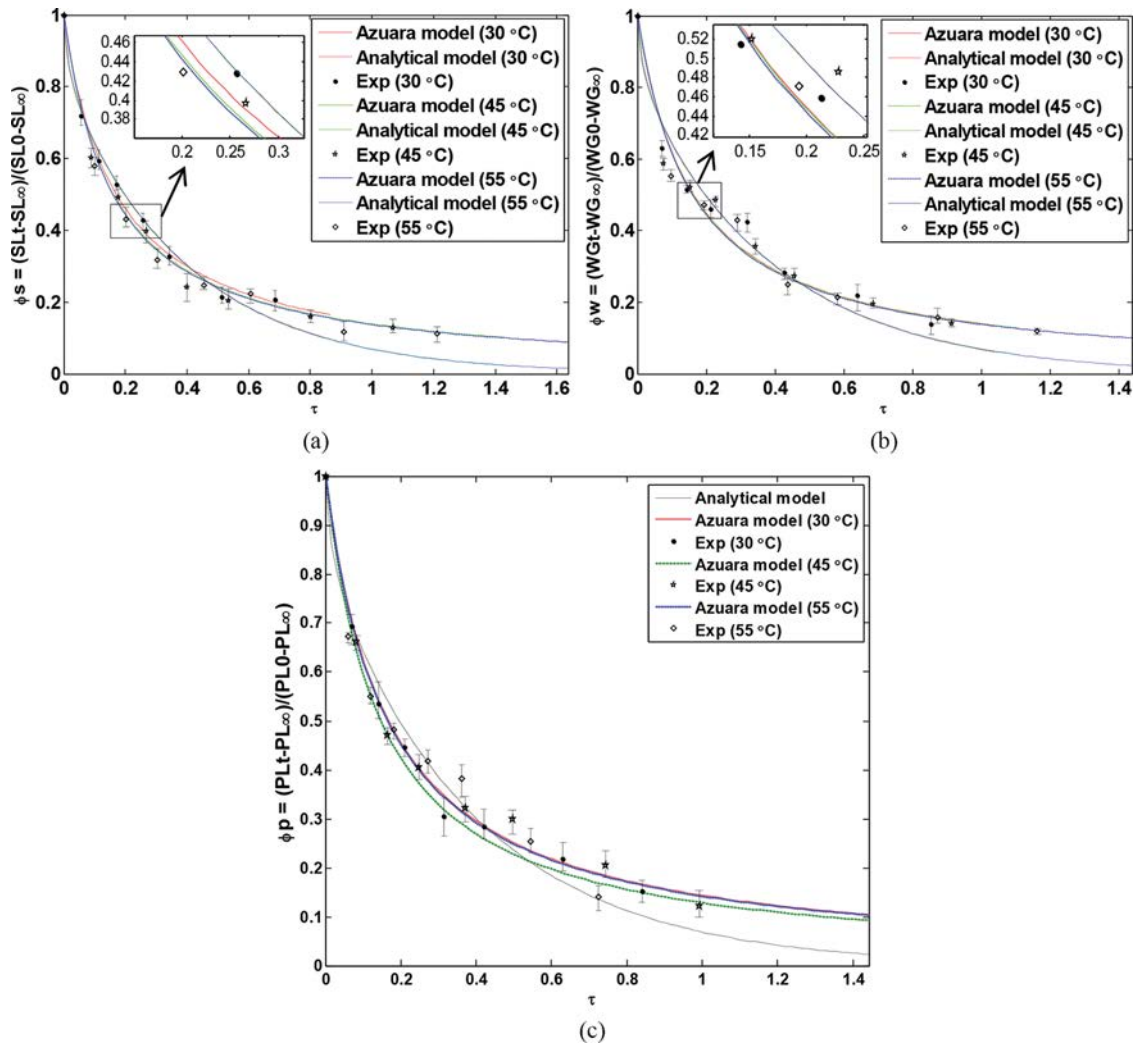 (a)
ϕ s = (SLt-SL∞)/(SL0-SL∞)
1
0.8
0.6
0.4
0.2
0
0 0.2 0.4 0.6 0.8 1 1.2 1.4 1.6
τ
0.46
0.44
0.42
0.4
0.38
0.2 0.25 0.3
Azuara model (30 °C)
Analytical model (30 °C)
Exp (30 °C)
Azuara model (45 °C)
Analytical model (45 °C)
Exp (45 °C)
Azuara model (55 °C)
Analytical model (55 °C)
Exp (55 °C)
(a)
ϕ w = (WGt-WG∞)/(WG0-WG∞)
1
0.8
0.6
0.4
0.2
0
0 0.2 0.4 0.6 0.8 1 1.2 1.4
τ
0.52
0.5
0.48
0.46
0.44
0.42
0.15 0.2 0.25
Azuara model (30 °C)
Analytical model (30 °C)
Exp (30 °C)
Azuara model (45 °C)
Analytical model (45 °C)
Exp (45 °C)
Azuara model (55 °C)
Analytical model (55 °C)
Exp (55 °C)
(b)
ϕ p = (PLt-PL∞)/(PL0-PL∞)
1
0.9
0.8
0.7
0.6
0.5
0.4
0.3
0.2
0.1
0
0 0.2 0.4 0.6 0.8 1 1.2 1.4
τ
Analytical model
Azuara model (30 °C)
Exp (30 °C)
Azuara model (45 °C)
Exp (45 °C)
Azuara model (55 °C)
Exp (55 °C)
(c)